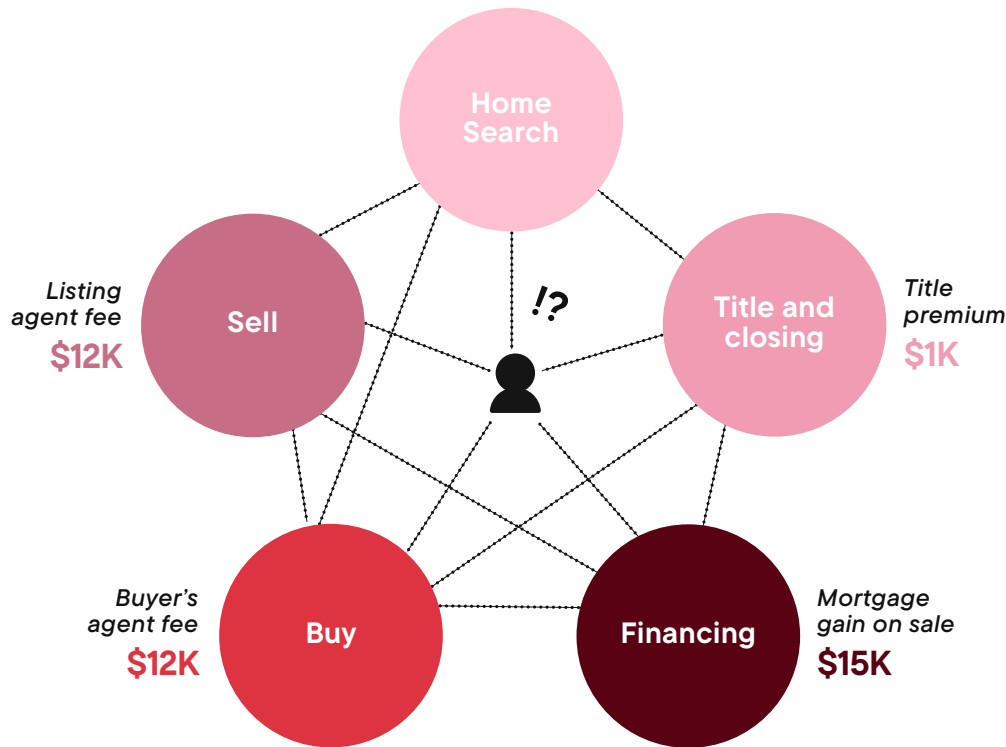 Home
Search
!?
Listing
agent fee
$12K
Sell
Title and
closing
Title
premium
$1K
Buyer’s
agent fee
$12K
Buy
Financing
Mortgage
gain on sale
$15K